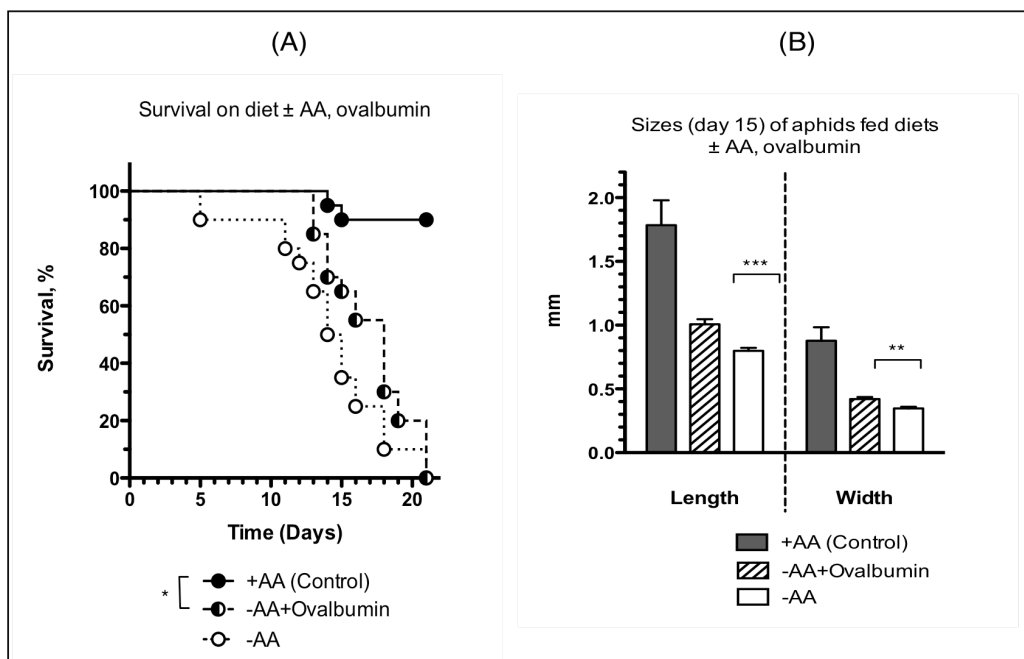 (A)
Survival on diet ± AA, ovalbumin
100
80
60
40
20
0
Survival, %
0 5 10 15 20
Time (Days)
* +AA (Control)
-AA+Ovalbumin
-AA
(B)
Sizes (day 15) of aphids fed diets
± AA, ovalbumin
2.0
1.5
1.0
0.5
0.0
mm
***
**
Length Width
+AA (Control)
-AA+Ovalbumin
-AA